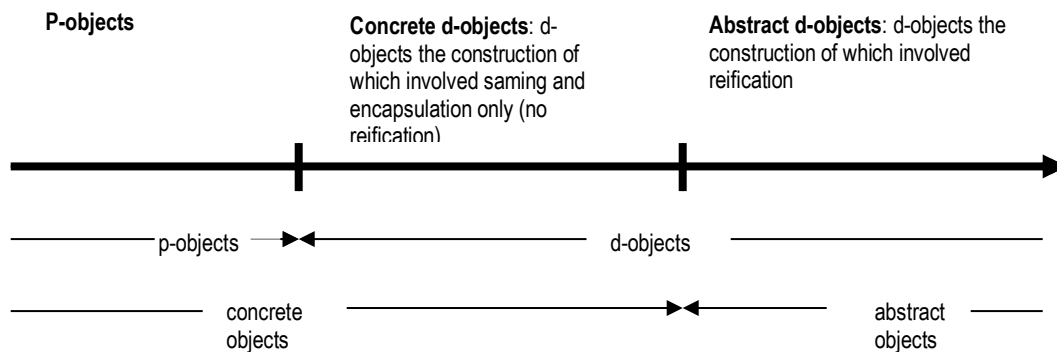 P-objects
Concrete d-objects: d-
objects the construction of
which involved saming and
encapsulation only (no
reification)
Abstract d-objects: d-objects the
construction of which involved
reification
p-objects
d-objects
concrete
objects
abstract
objects